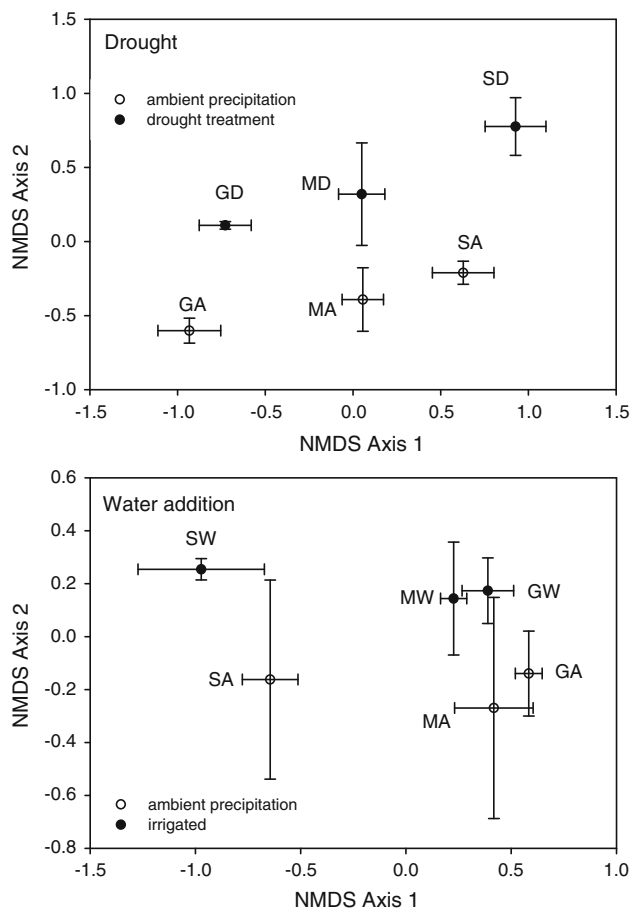 Drought
ambient precipitation
drought treatment
SD
GD
MD
SA
GA
MA
NMDS Axis 2
1.5
1.0
0.5
0.0
-0.5
-1.0
-1.5 -1.0 -0.5 0.0 0.5 1.0 1.5
NMDS Axis 1
Water addition
SW
MW
GW
SA
GA
MA
ambient precipitation
irrigated
NMDS Axis 2
0.6
0.4
0.2
0.0
-0.2
-0.4
-0.6
-0.8
-1.5 -1.0 -0.5 0.0 0.5 1.0
NMDS Axis 1